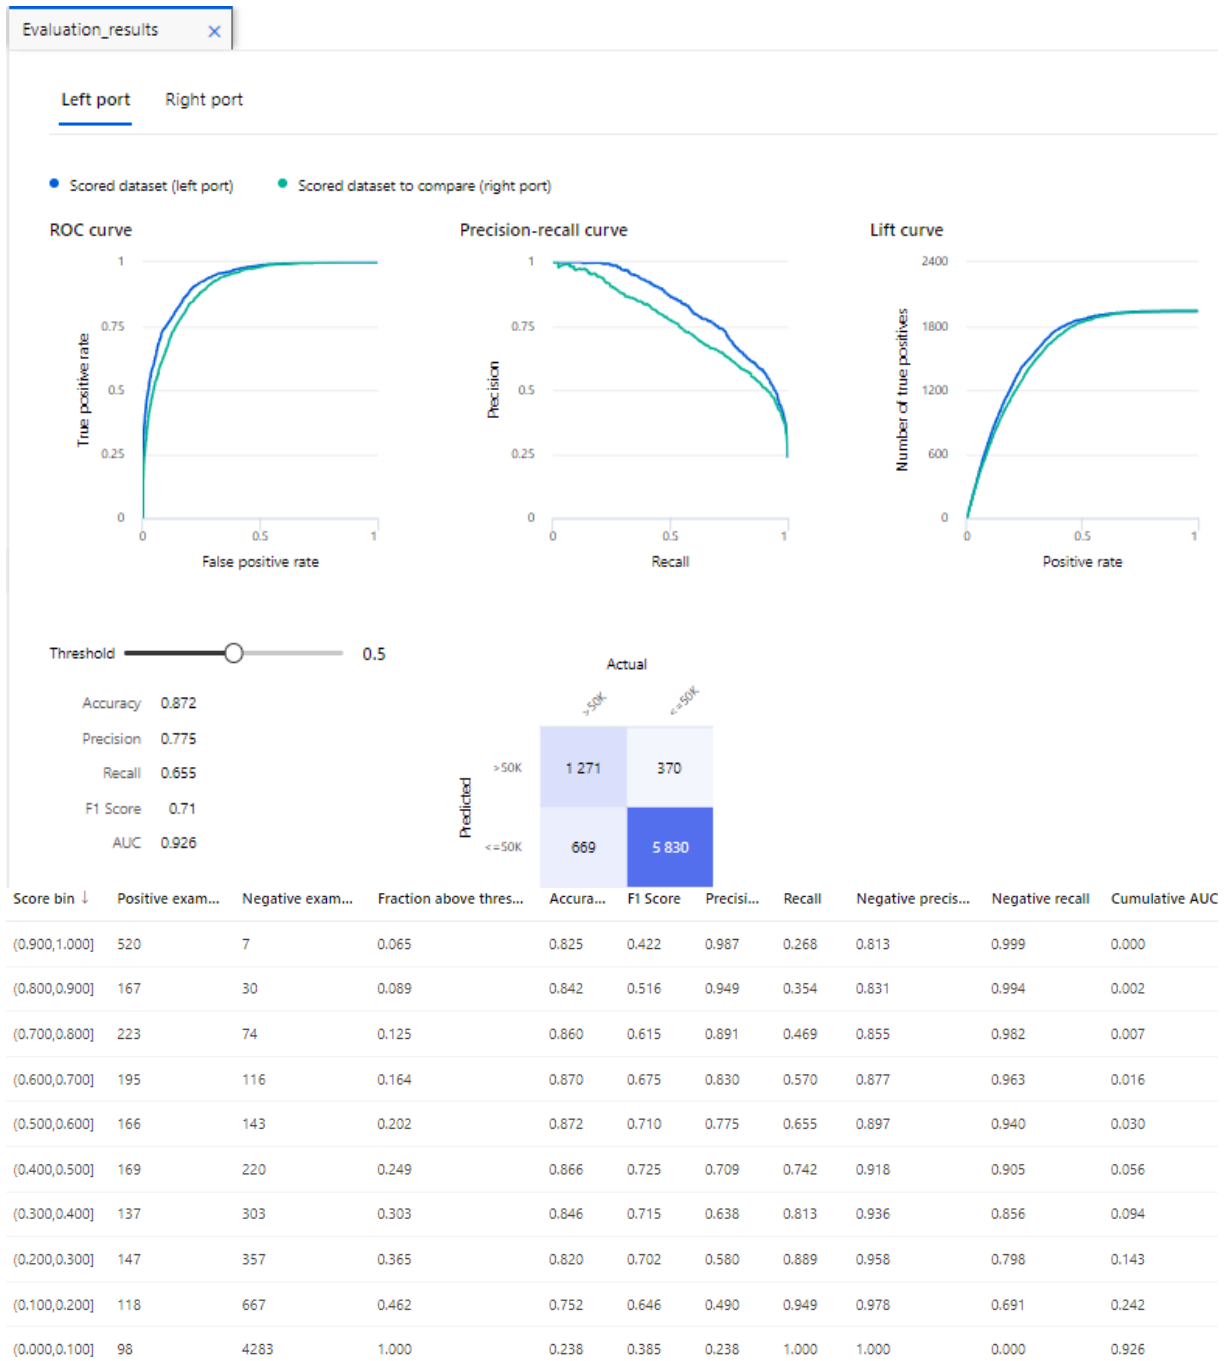 Evaluation_results ×
Left port Right port
Scored dataset (left port) Scored dataset to compare (right port)
ROC curve
1
0.75
0.5
0.25
0
0 0.5 1
True positive rate
False positive rate
Precision-recall curve
1
0.75
0.5
0.25
0
0 0.5 1
Precision
Recall
Lift curve
2400
1800
1200
600
0
0 0.5 1
Number of true positives
Positive rate
Threshold 0.5
Accuracy 0.872
Precision 0.775
Recall 0.655
F1 Score 0.71
AUC 0.926
Actual
>50K <=50K
Predicted
>50K 1 271 370
<=50K 669 5 830
Score bin ↓ Positive exam... Negative exam... Fraction above thres... Accura... F1 Score Precisi... Recall Negative precis... Negative recall Cumulative AUC
(0.900,1.000] 520 7 0.065 0.825 0.422 0.987 0.268 0.813 0.999 0.000
(0.800,0.900] 167 30 0.089 0.842 0.516 0.949 0.354 0.831 0.994 0.002
(0.700,0.800] 223 74 0.125 0.860 0.615 0.891 0.469 0.855 0.982 0.007
(0.600,0.700] 195 116 0.164 0.870 0.675 0.830 0.570 0.877 0.963 0.016
(0.500,0.600] 166 143 0.202 0.872 0.710 0.775 0.655 0.897 0.940 0.030
(0.400,0.500] 169 220 0.249 0.866 0.725 0.709 0.742 0.918 0.905 0.056
(0.300,0.400] 137 303 0.303 0.846 0.715 0.638 0.813 0.936 0.856 0.094
(0.200,0.300] 147 357 0.365 0.820 0.702 0.580 0.889 0.958 0.798 0.143
(0.100,0.200] 118 667 0.462 0.752 0.646 0.490 0.949 0.978 0.691 0.242
(0.000,0.100] 98 4283 1.000 0.238 0.385 0.238 1.000 1.000 0.000 0.926